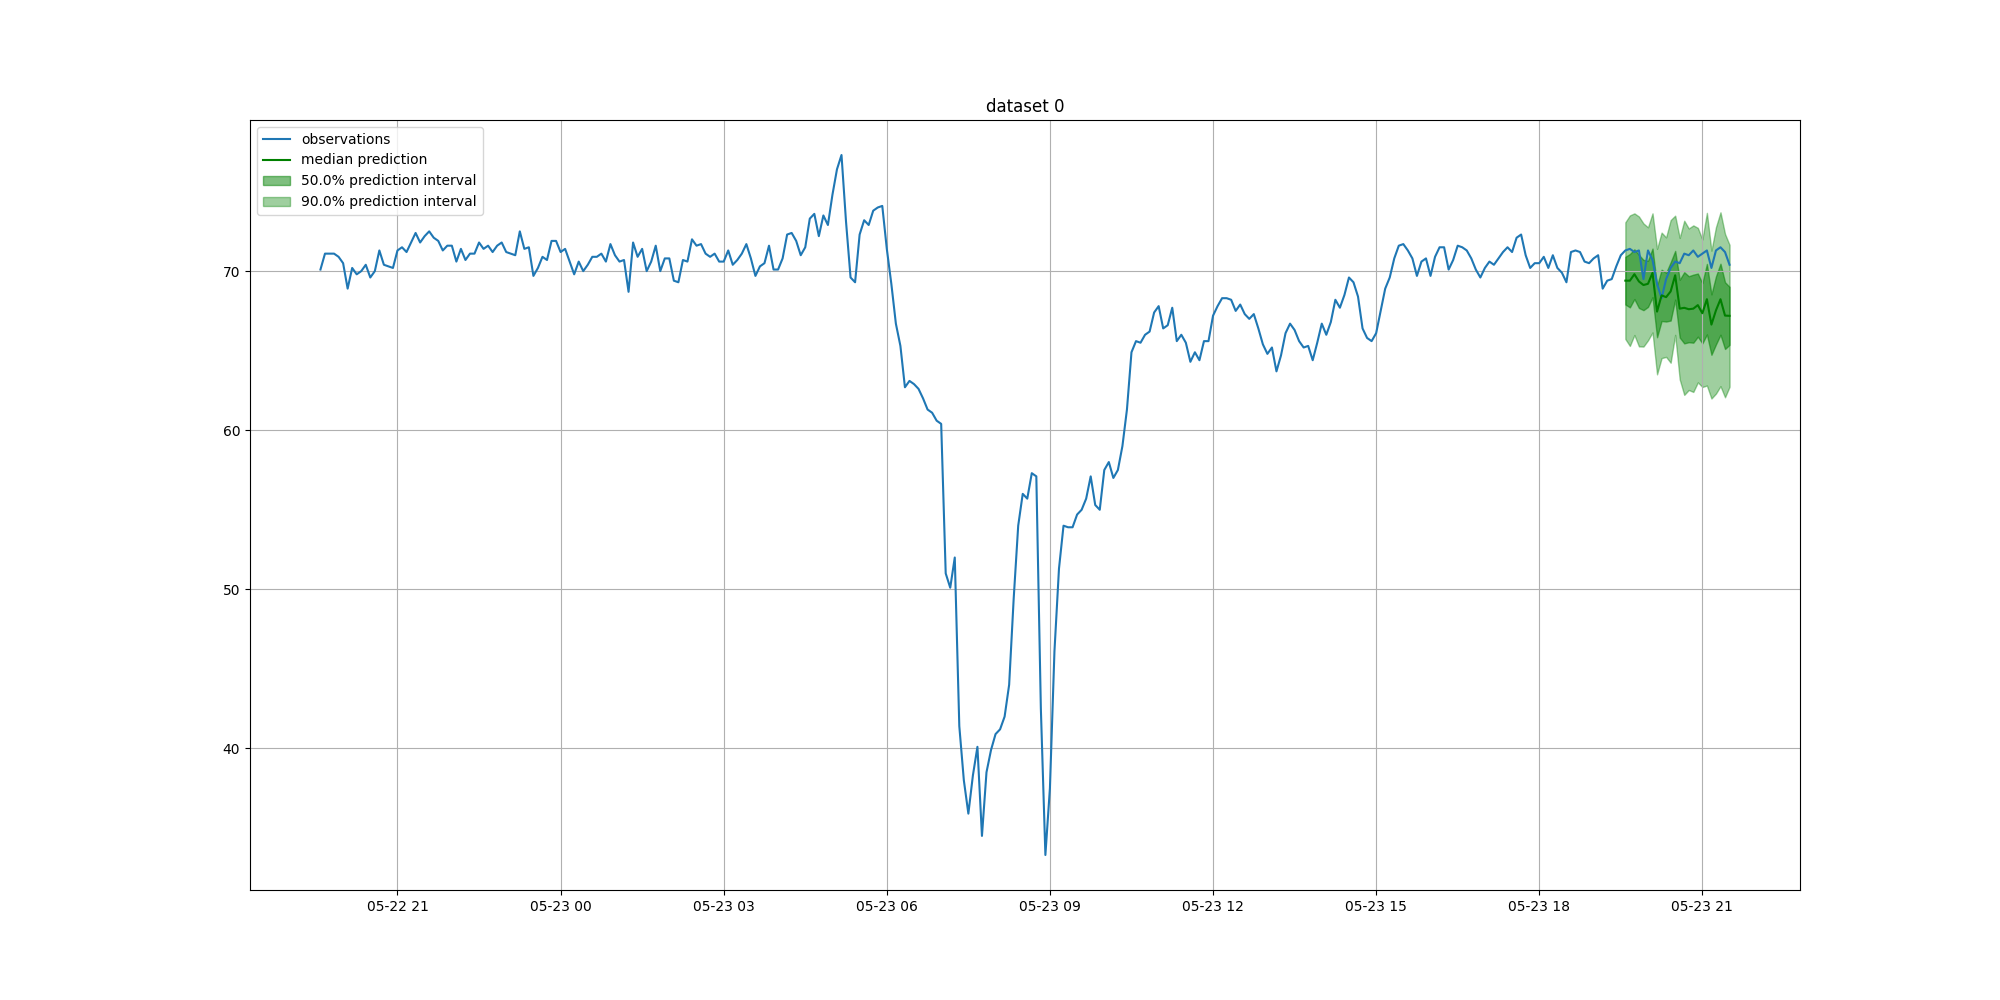 dataset 0
observations
median prediction
50.0% prediction interval
90.0% prediction interval
70
60
50
40
05-22 21
05-23 00
05-23 03
05-23 06
05-23 09
05-23 12
05-23 15
05-23 18
05-23 21